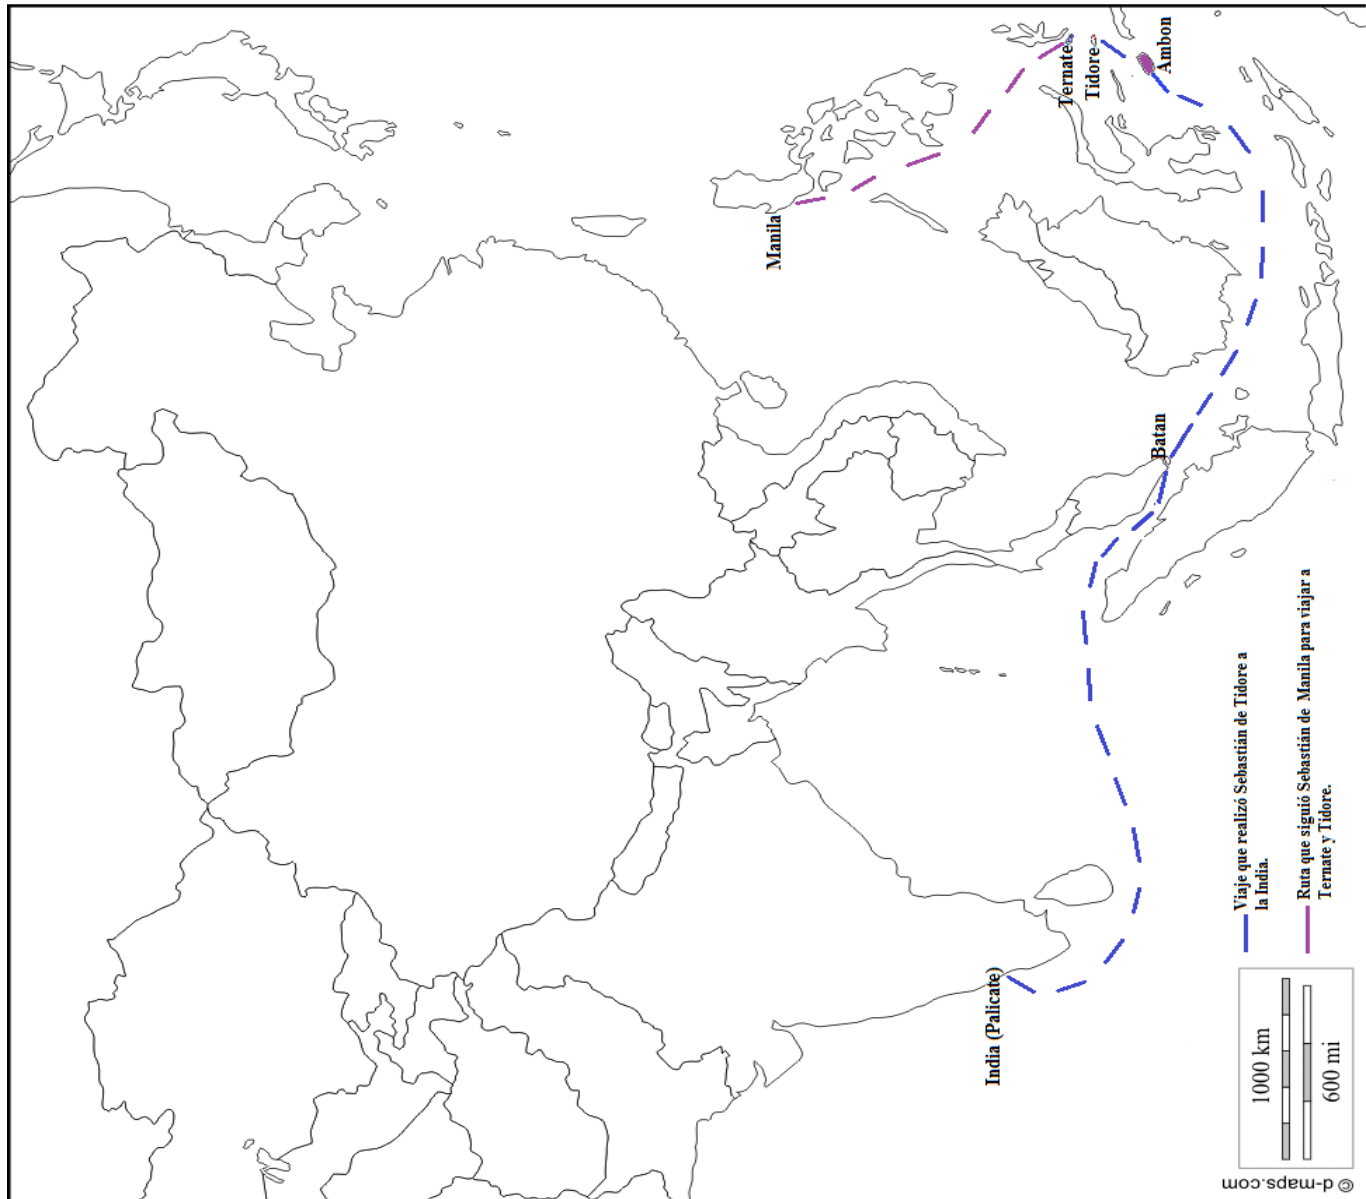 Ternate
Tidore
Ambon
Manila
Batan
India (Palicate)
Viaje que realizó Sebastián de Tidore a
la India.
Ruta que siguió Sebastián de Manila para viajar a
Ternate y Tidore.
1000 km
600 mi
© d-maps.com